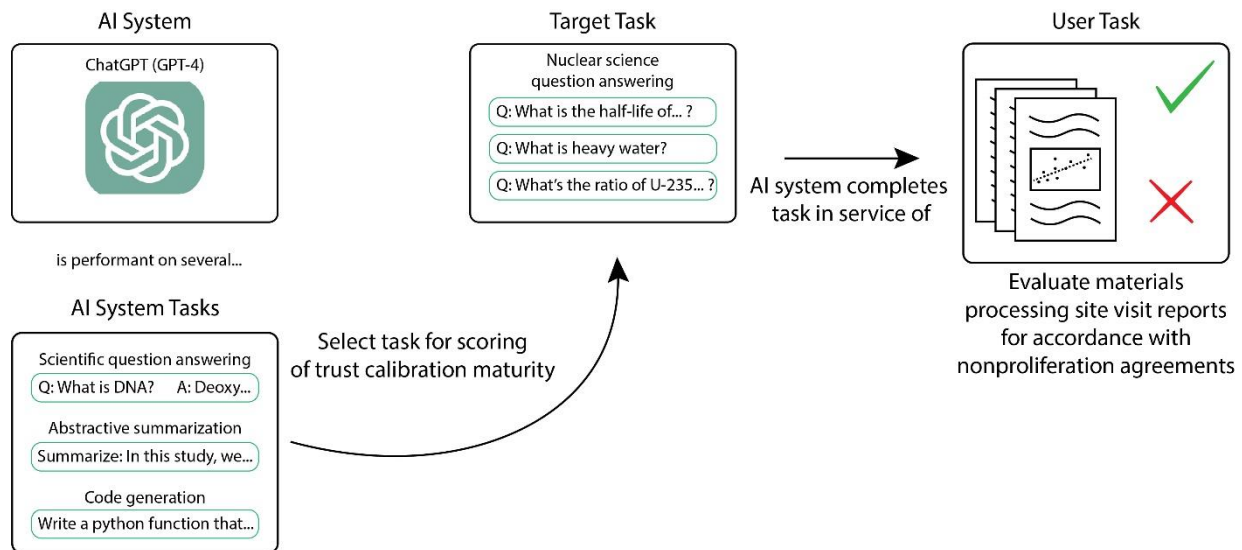 AI System
ChatGPT (GPT-4)
is performant on several...
AI System Tasks
Scientific question answering
Q: What is DNA? A: Deoxy...
Abstractive summarization
Summarize: In this study, we...
Code generation
Write a python function that...
Select task for scoring
of trust calibration maturity
Target Task
Nuclear science
question answering
Q: What is the half-life of... ?
Q: What is heavy water?
Q: What's the ratio of U-235... ?
AI system completes
task in service of
User Task
Evaluate materials
processing site visit reports
for accordance with
nonproliferation agreements